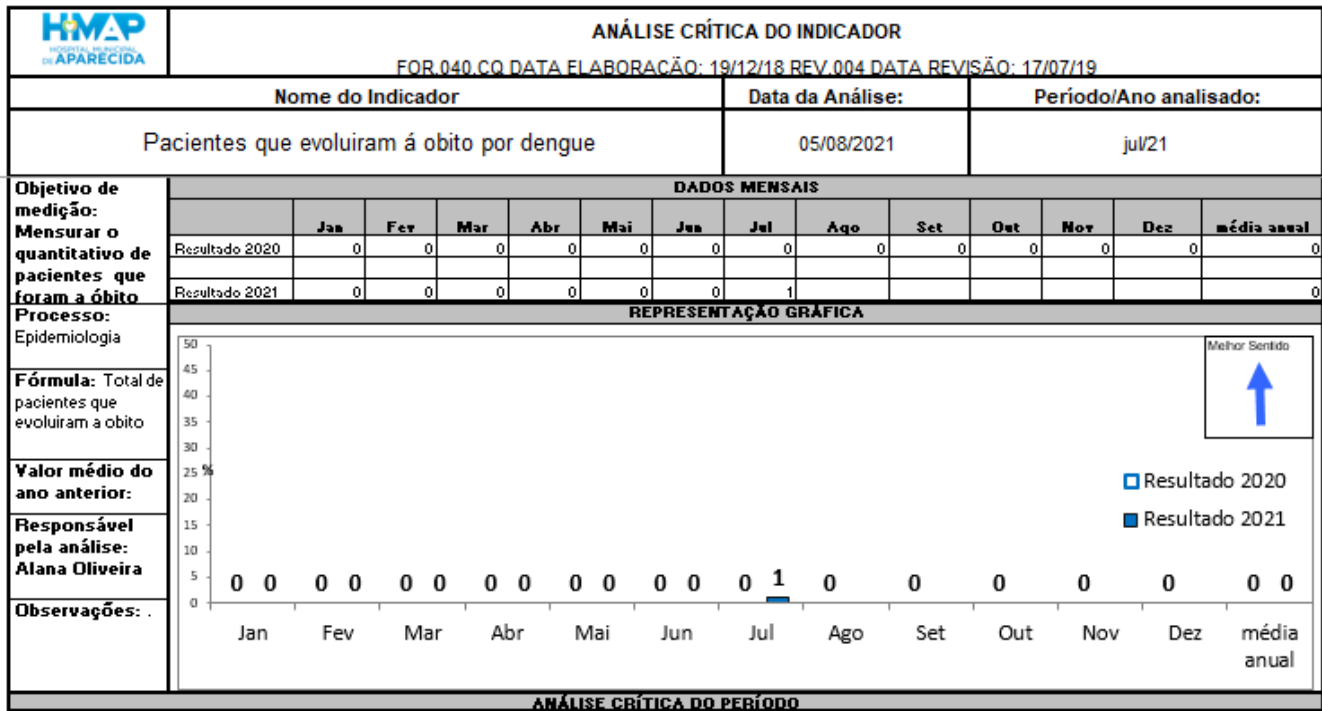 HMAP
HOSPITAL MUNICIPAL
DE APARECIDA
ANÁLISE CRÍTICA DO INDICADOR
FOR.040.CQ DATA ELABORAÇÃO: 19/12/18 REV.004 DATA REVISÃO: 17/07/19
Nome do Indicador Data da Análise: Período/Ano analisado:
Pacientes que evoluiram á obito por dengue 05/08/2021 jul/21
Objetivo de
medição:
Mensurar o
quantitativo de
pacientes que
foram a óbito
DADOS MENSAIS
Jan Fev Mar Abr Mai Jun Jul Ago Set Out Nov Dez média anual
Resultado 2020 0 0 0 0 0 0 0 0 0 0 0 0 0
Resultado 2021 0 0 0 0 0 0 1 0
Processo:
Epidemiologia
Fórmula: Total de
pacientes que
evoluiram a obito
Valor médio do
ano anterior:
Responsável
pela análise:
Alana Oliveira
Observações: .
REPRESENTAÇÃO GRÁFICA
Melhor Sentido
50
45
40
35
30
25 %
20
15
10
5
0
Resultado 2020
Resultado 2021
0 0 0 0 0 0 0 0 0 0 0 0 0 1 0 0 0 0 0 0 0
Jan Fev Mar Abr Mai Jun Jul Ago Set Out Nov Dez média
anual
ANÁLISE CRÍTICA DO PERÍODO